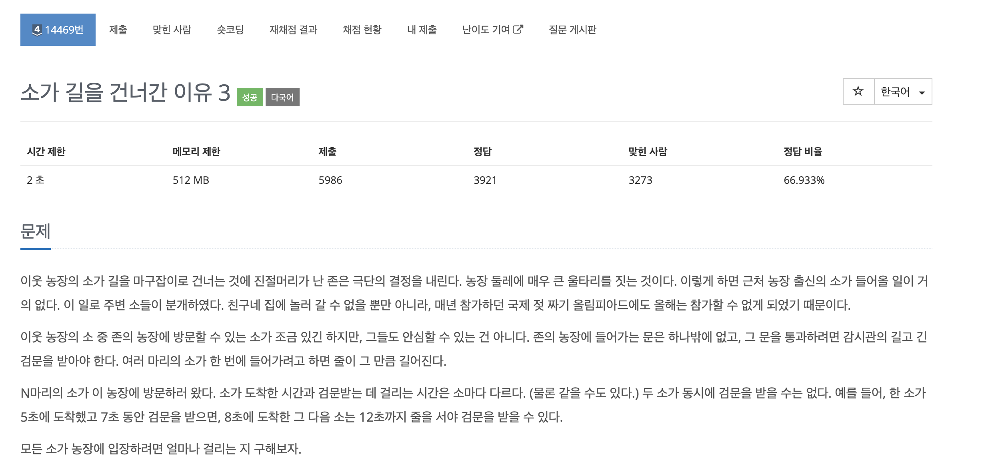 4 14469번 제출 맞힌 사람 숏코딩 재채점 결과 채점 현황 내 제출 난이도 기여 질문 게시판
소가 길을 건너간 이유 3 성공 다국어 한국어
시간 제한 메모리 제한 제출 정답 맞힌 사람 정답 비율
2 초 512 MB 5986 3921 3273 66.933%
문제
이웃 농장의 소가 길을 마구잡이로 건너는 것에 진절머리가 난 존은 극단의 결정을 내린다. 농장 둘레에 매우 큰 울타리를 짓는 것이다. 이렇게 하면 근처 농장 출신의 소가 들어올 일이 거
의 없다. 이 일로 주변 소들이 분개하였다. 친구네 집에 놀러 갈 수 없을 뿐만 아니라, 매년 참가하던 국제 젖 짜기 올림피아드에도 올해는 참가할 수 없게 되었기 때문이다.
이웃 농장의 소 중 존의 농장에 방문할 수 있는 소가 조금 있긴 하지만, 그들도 안심할 수 있는 건 아니다. 존의 농장에 들어가는 문은 하나밖에 없고, 그 문을 통과하려면 감시관의 길고 긴
검문을 받아야 한다. 여러 마리의 소가 한 번에 들어가려고 하면 줄이 그 만큼 길어진다.
N마리의 소가 이 농장에 방문하러 왔다. 소가 도착한 시간과 검문받는 데 걸리는 시간은 소마다 다르다. (물론 같을 수도 있다.) 두 소가 동시에 검문을 받을 수는 없다. 예를 들어, 한 소가
5초에 도착했고 7초 동안 검문을 받으면, 8초에 도착한 그 다음 소는 12초까지 줄을 서야 검문을 받을 수 있다.
모든 소가 농장에 입장하려면 얼마나 걸리는 지 구해보자.